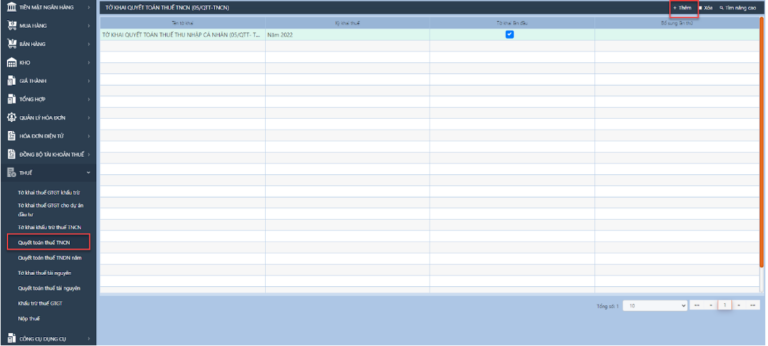 TIỀN MẶT NGÂN HÀNG
MUA HÀNG
BÁN HÀNG
KHO
GIÁ THÀNH
TỔNG HỢP
QUẢN LÝ HÓA ĐƠN
HÓA ĐƠN ĐIỆN TỬ
ĐỒNG BỘ TÀI KHOẢN THUẾ
THUẾ
Tờ khai thuế GTGT khấu trừ
Tờ khai thuế GTGT cho dự án
đầu tư
Tờ khai khấu trừ thuế TNCN
Quyết toán thuế TNCN
Quyết toán thuế TNDN năm
Tờ khai thuế tài nguyên
Quyết toán thuế tài nguyên
Khấu trừ thuế GTGT
Nộp thuế
CÔNG CỤ DỤNG CỤ
TỜ KHAI QUYẾT TOÁN THUẾ TNCN (05/QTT-TNCN)
+ Thêm Xóa Tìm nâng cao
Tên tờ khai Kỳ khai thuế Tờ khai lần đầu Bổ sung lần thứ
TỜ KHAI QUYẾT TOÁN THUẾ THU NHẬP CÁ NHÂN (05/QTT- T... Năm 2022
Tổng số: 1 10 1